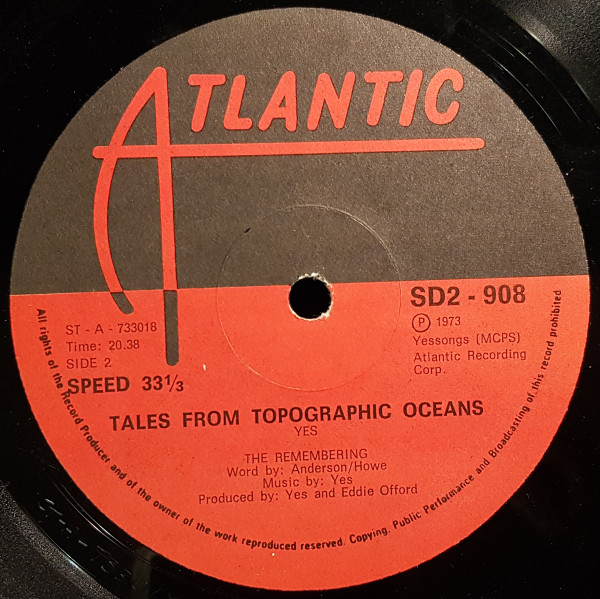 ATLANTIC
SD2 - 908
ST - A - 733018
Time: 20.38
SIDE 2
SPEED 33 1/3
Ⓟ 1973
Yessongs (MCPS)
Atlantic Recording
Corp.
TALES FROM TOPOGRAPHIC OCEANS
YES
THE REMEMBERING
Word by: Anderson/Howe
Music by: Yes
Produced by: Yes and Eddie Offord
All rights of the Record Producer and of the owner of the work reproduced reserved. Copying, Public Performance and Broadcasting of this record prohibited